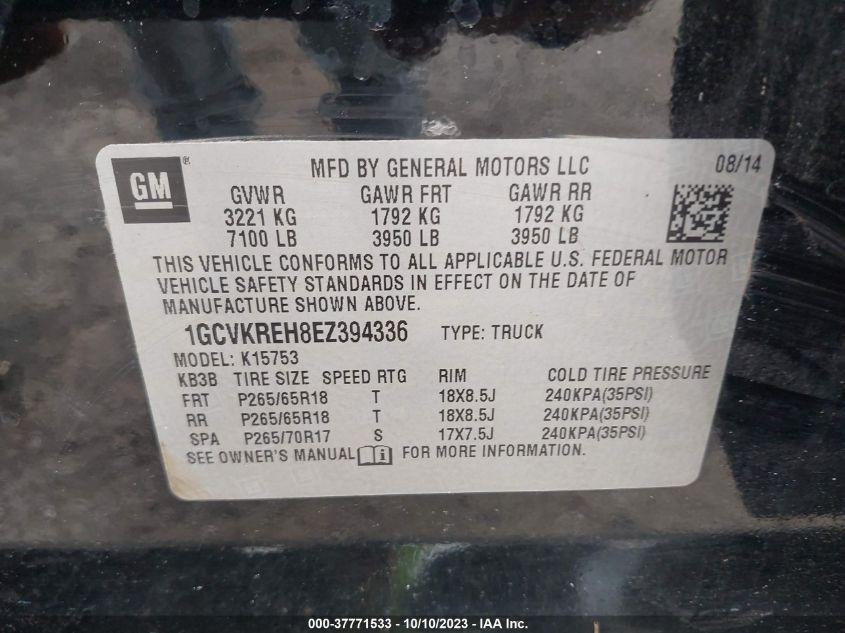 GM ® MFD BY GENERAL MOTORS LLC 08/14
GVWR GAWR FRT GAWR RR
3221 KG 1792 KG 1792 KG
7100 LB 3950 LB 3950 LB
THIS VEHICLE CONFORMS TO ALL APPLICABLE U.S. FEDERAL MOTOR
VEHICLE SAFETY STANDARDS IN EFFECT ON THE DATE OF
MANUFACTURE SHOWN ABOVE.
1GCVKREH8EZ394336 TYPE: TRUCK
MODEL: K15753
KB3B TIRE SIZE SPEED RTG RIM COLD TIRE PRESSURE
FRT P265/65R18 T 18X8.5J 240KPA(35PSI)
RR P265/65R18 T 18X8.5J 240KPA(35PSI)
SPA P265/70R17 S 17X7.5J 240KPA(35PSI)
SEE OWNER'S MANUAL i FOR MORE INFORMATION.
000-37771533 - 10/10/2023 - IAA Inc.